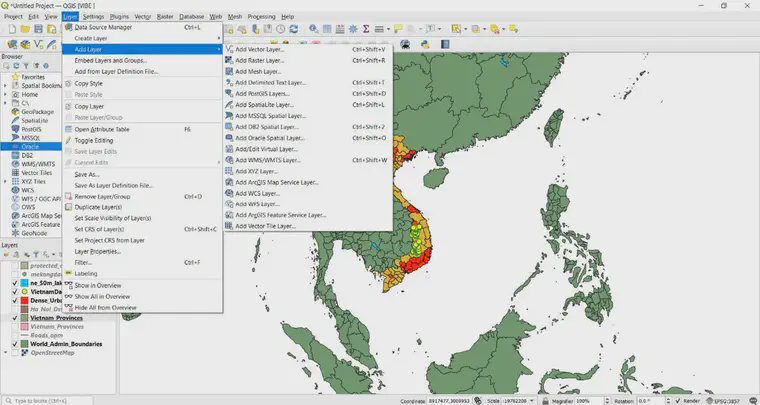 *Untitled Project — QGIS [VIBE]
Project Edit View Layer Settings Plugins Vector Raster Database Web Mesh Processing Help
Data Source Manager Ctrl+L
Create Layer
Add Layer
Embed Layers and Groups...
Add from Layer Definition File...
Copy Style
Paste Style
Copy Layer
Paste Layer/Group
Open Attribute Table F6
Toggle Editing
Save Layer Edits
Current Edits
Save As...
Save As Layer Definition File...
Remove Layer/Group Ctrl+D
Duplicate Layer(s)
Set Scale Visibility of Layer(s)
Set CRS of Layer(s) Ctrl+Shift+C
Set Project CRS from Layer
Layer Properties...
Filter... Ctrl+F
Labeling
Show in Overview
Show All in Overview
Hide All from Overview
Add Vector Layer... Ctrl+Shift+V
Add Raster Layer... Ctrl+Shift+R
Add Mesh Layer...
Add Delimited Text Layer... Ctrl+Shift+T
Add PostGIS Layers... Ctrl+Shift+D
Add SpatiaLite Layer... Ctrl+Shift+L
Add MSSQL Spatial Layer...
Add DB2 Spatial Layer... Ctrl+Shift+2
Add Oracle Spatial Layer... Ctrl+Shift+O
Add/Edit Virtual Layer...
Add WMS/WMTS Layer... Ctrl+Shift+W
Add XYZ Layer...
Add ArcGIS Map Service Layer...
Add WCS Layer...
Add WFS Layer...
Add ArcGIS Feature Service Layer...
Add Vector Tile Layer...
Browser
Favorites
Spatial Bookm
Home
C:\
GeoPackage
SpatiaLite
PostGIS
MSSQL
Oracle
DB2
WMS/WMTS
Vector Tiles
XYZ Tiles
WCS
WFS / OGC API
OWS
ArcGIS Map Serv
ArcGIS Feature
GeoNode
Layers
protected_
mekongda
ne_50m_lak
VietnamDa
Dense_Urb
Ha_Noi_Dis
Vietnam_Provinces
Vietnam_Provinces
Roads_apm
World_Admin_Boundaries
OpenStreetMap
Type to locate (Ctrl+K)
Coordinate 8917477,3008953 Scale 1:9782208 Magnifier 100% Rotation 0.0 ° Render EPSG:3857